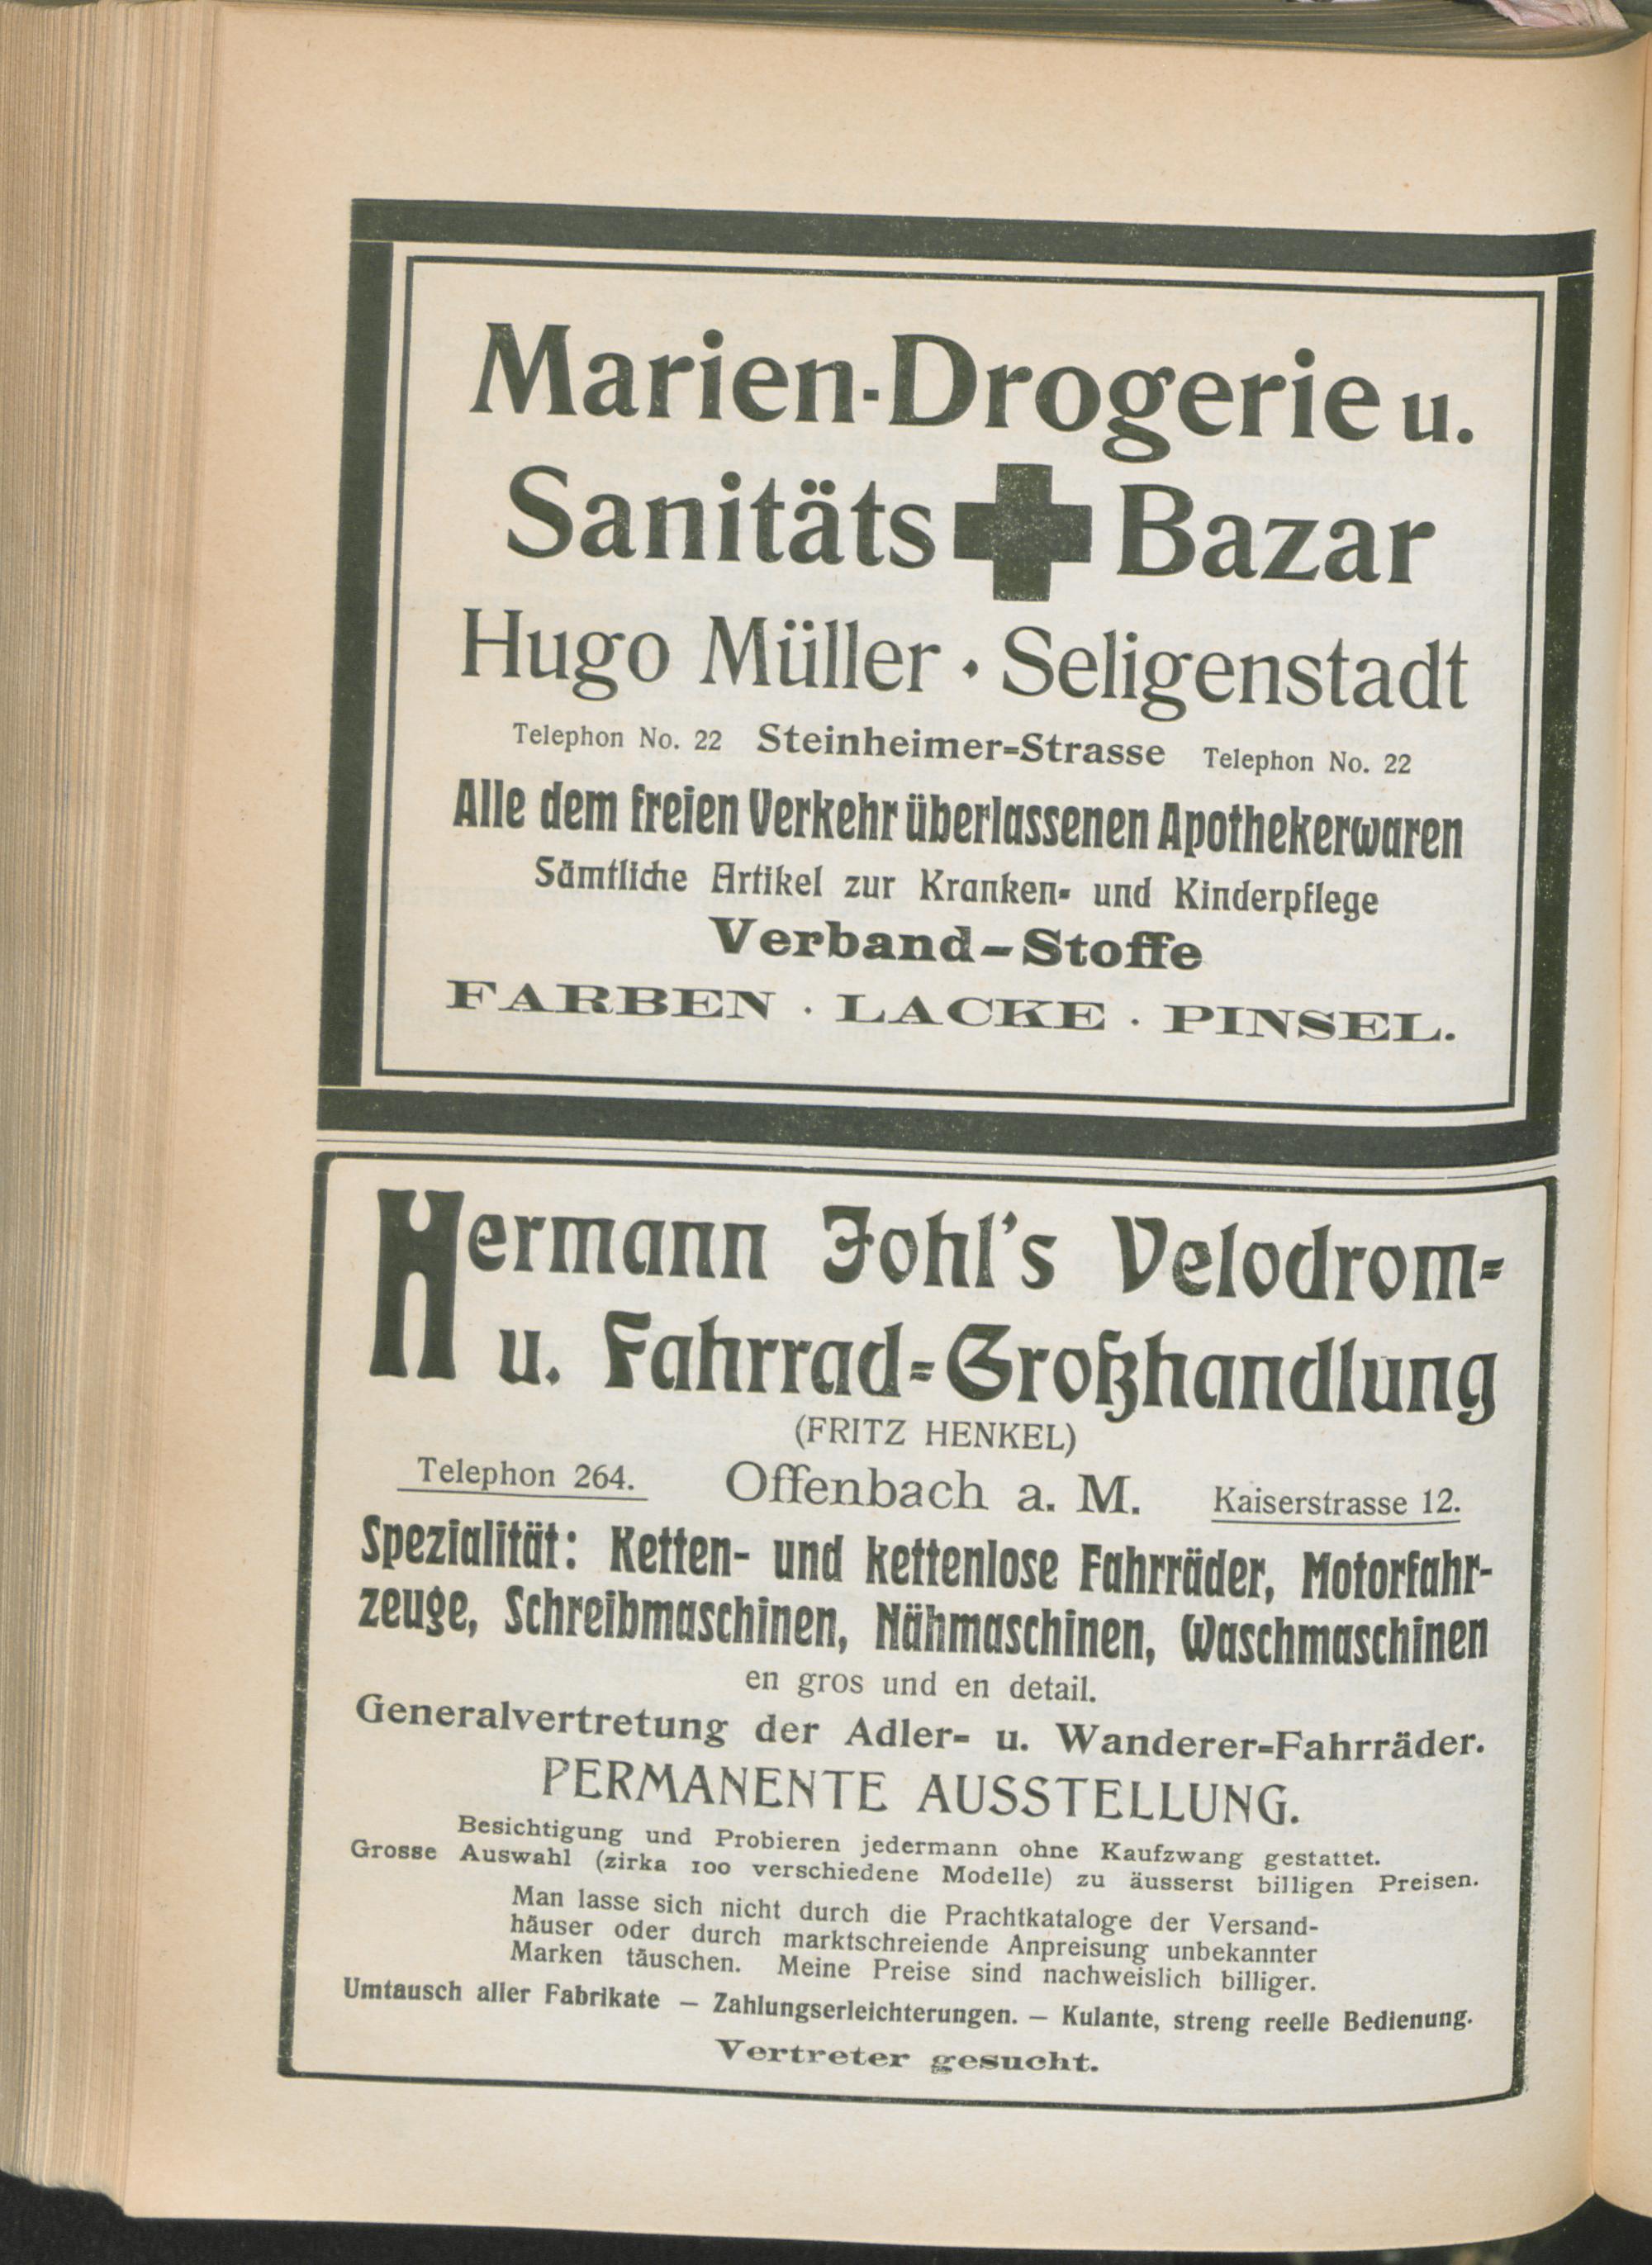 Marien-Drogerie u.
Sanitäts Bazar
Hugo Müller · Seligenstadt
Telephon No. 22 Steinheimer-Strasse Telephon No. 22
Alle dem freien Verkehr überlassenen Apothekerwaren
Sämtliche Artikel zur Kranken- und Kinderpflege
Verband-Stoffe
FARBEN · LACKE · PINSEL.
Hermann Johl's Velodrom-
u. Fahrrad-Großhandlung
(FRITZ HENKEL)
Telephon 264. Offenbach a. M. Kaiserstrasse 12.
Spezialität: Ketten- und kettenlose Fahrräder, Motorfahr-
zeuge, Schreibmaschinen, Nähmaschinen, Waschmaschinen
en gros und en detail.
Generalvertretung der Adler- u. Wanderer-Fahrräder.
PERMANENTE AUSSTELLUNG.
Besichtigung und Probieren jedermann ohne Kaufzwang gestattet.
Grosse Auswahl (zirka 100 verschiedene Modelle) zu äusserst billigen Preisen.
Man lasse sich nicht durch die Prachtkataloge der Versand-
häuser oder durch marktschreiende Anpreisung unbekannter
Marken täuschen. Meine Preise sind nachweislich billiger.
Umtausch aller Fabrikate — Zahlungserleichterungen. — Kulante, streng reelle Bedienung.
Vertreter gesucht.